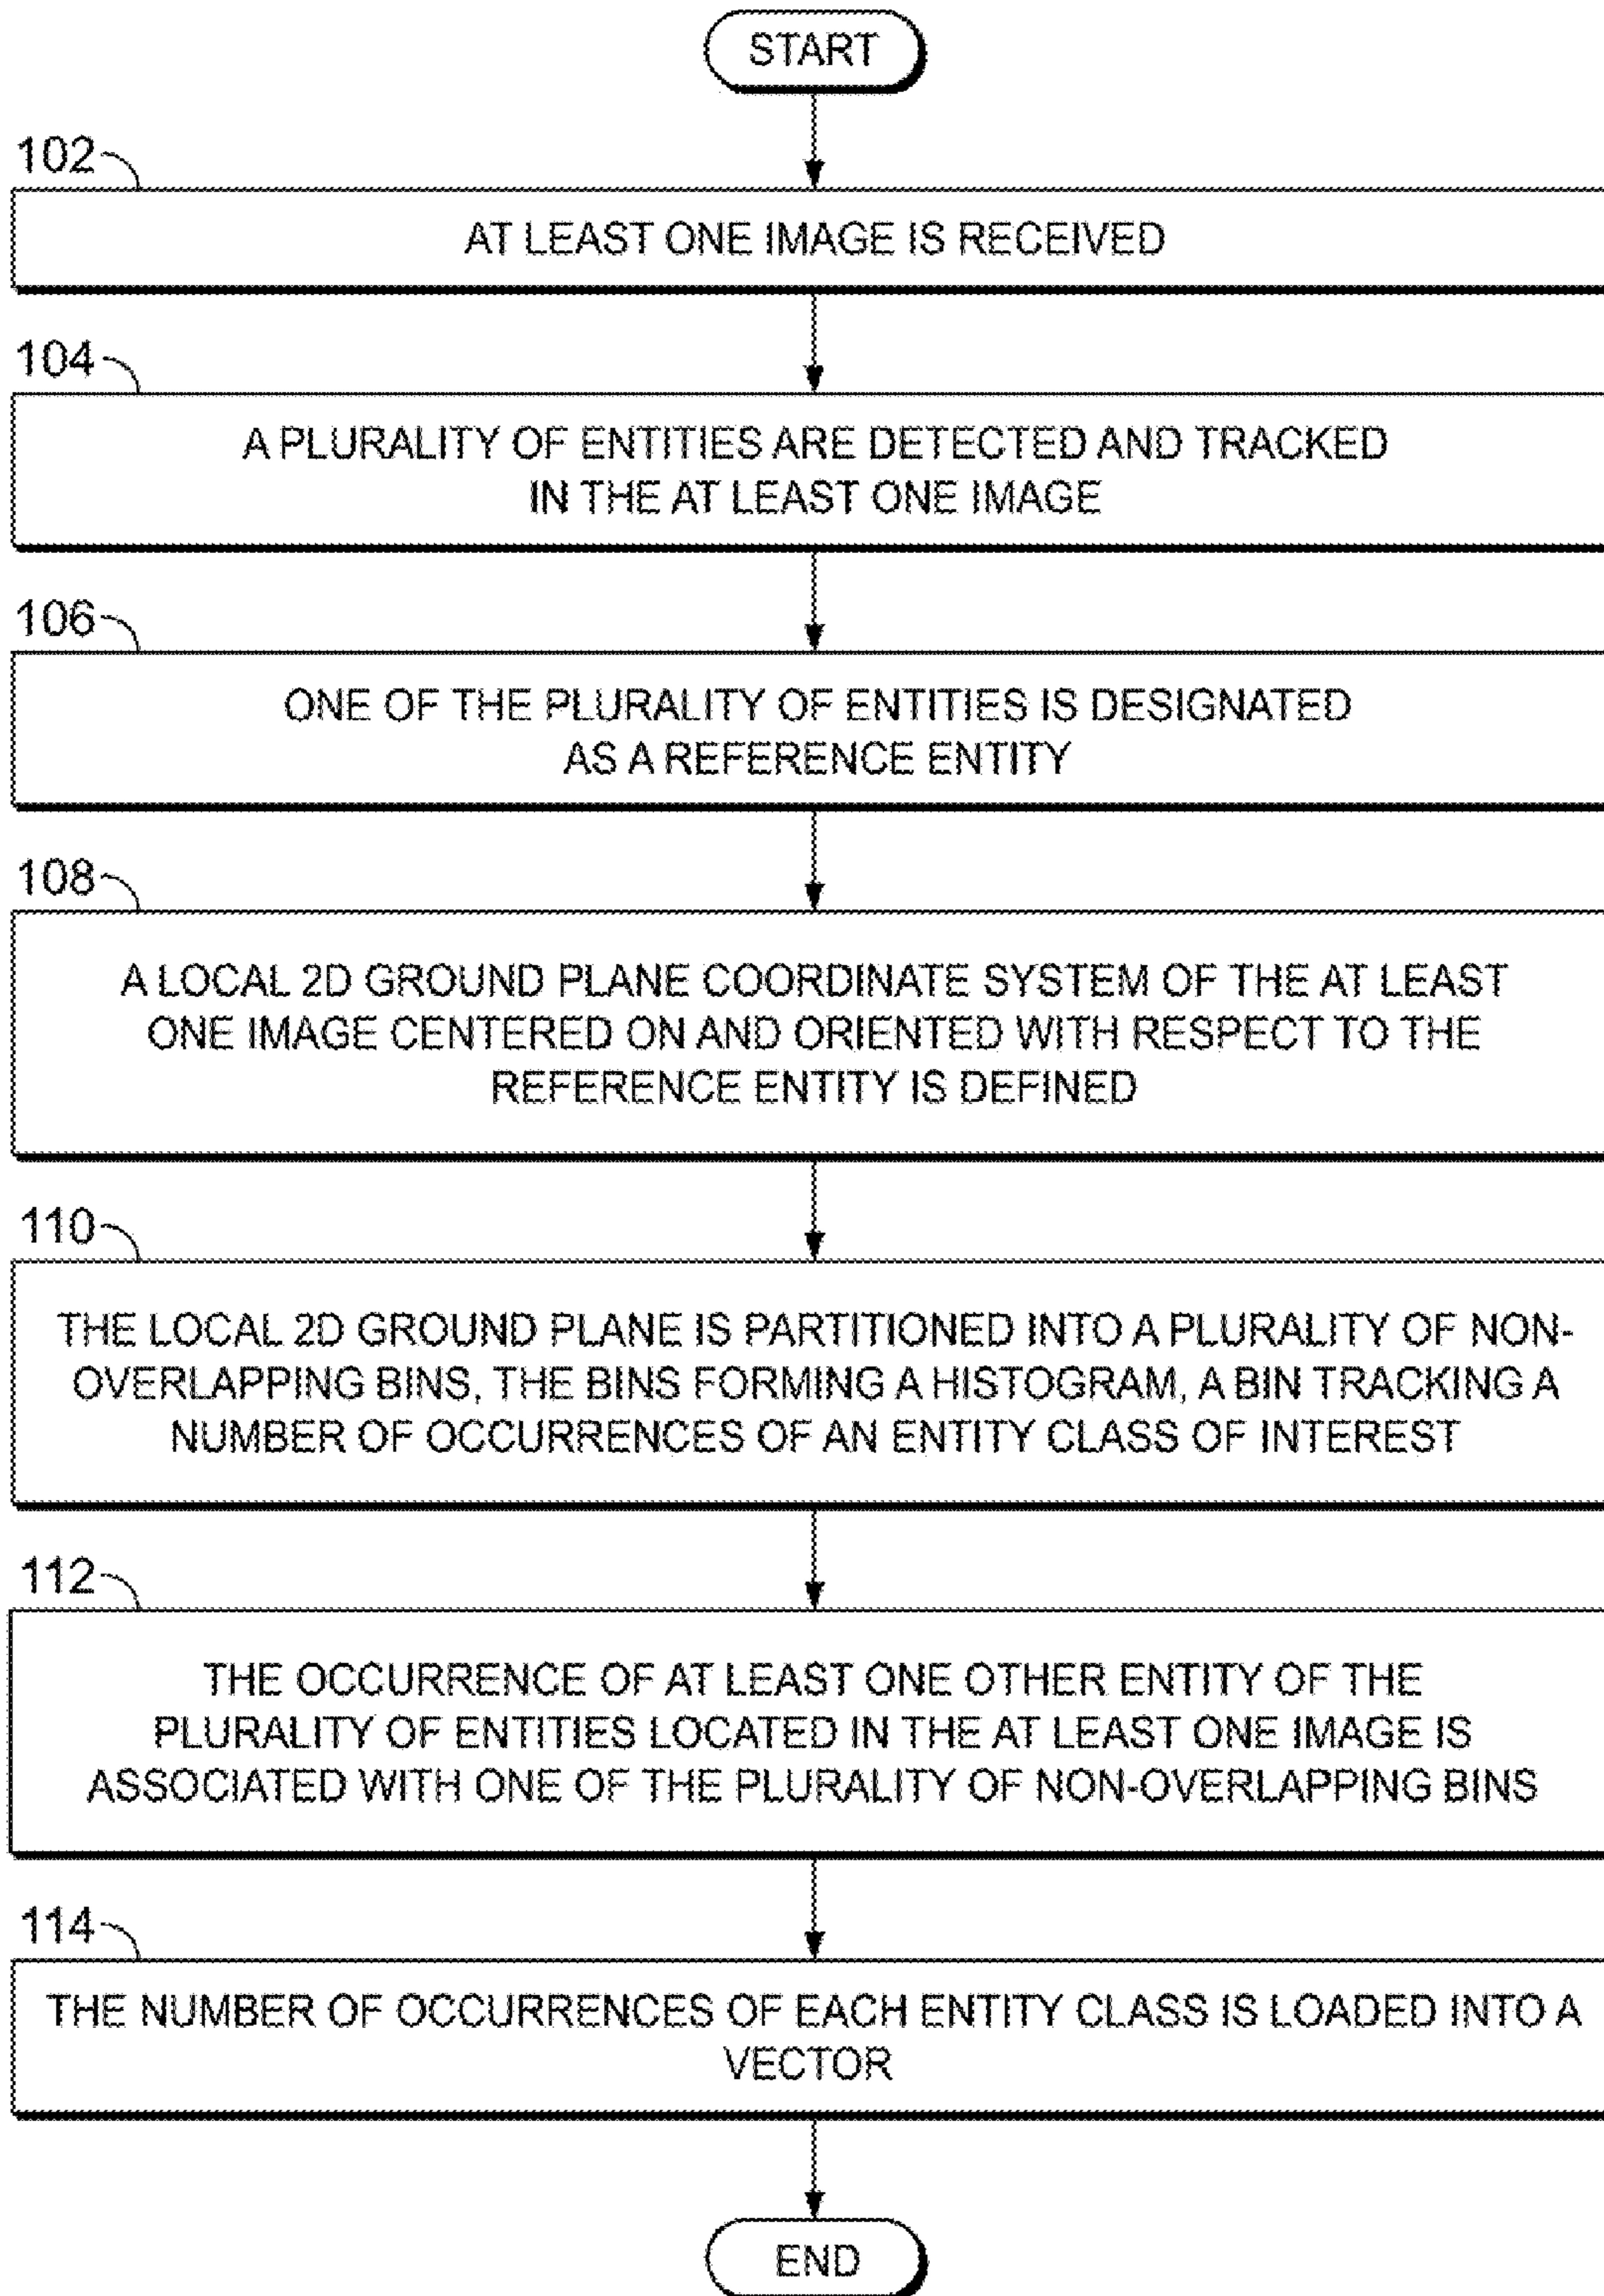 START
102
AT LEAST ONE IMAGE IS RECEIVED
104
A PLURALITY OF ENTITIES ARE DETECTED AND TRACKED
IN THE AT LEAST ONE IMAGE
106
ONE OF THE PLURALITY OF ENTITIES IS DESIGNATED
AS A REFERENCE ENTITY
108
A LOCAL 2D GROUND PLANE COORDINATE SYSTEM OF THE AT LEAST
ONE IMAGE CENTERED ON AND ORIENTED WITH RESPECT TO THE
REFERENCE ENTITY IS DEFINED
110
THE LOCAL 2D GROUND PLANE IS PARTITIONED INTO A PLURALITY OF NON-
OVERLAPPING BINS, THE BINS FORMING A HISTOGRAM, A BIN TRACKING A
NUMBER OF OCCURRENCES OF AN ENTITY CLASS OF INTEREST
112
THE OCCURRENCE OF AT LEAST ONE OTHER ENTITY OF THE
PLURALITY OF ENTITIES LOCATED IN THE AT LEAST ONE IMAGE IS
ASSOCIATED WITH ONE OF THE PLURALITY OF NON-OVERLAPPING BINS
114
THE NUMBER OF OCCURRENCES OF EACH ENTITY CLASS IS LOADED INTO A
VECTOR
END